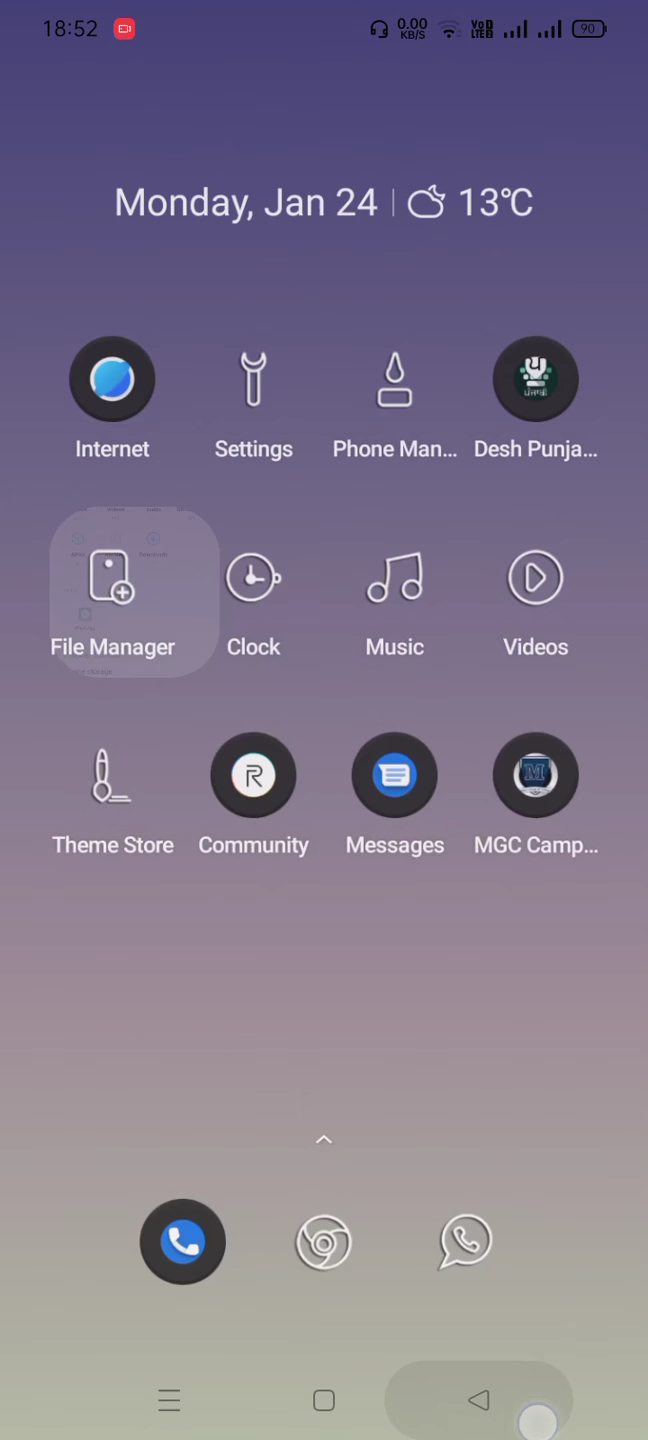 18:52
0.00
KB/S
90
Monday, Jan 24 | 13°C
Internet
Settings
Phone Man...
Desh Punja...
File Manager
Clock
Music
Videos
Theme Store
Community
Messages
MGC Camp...